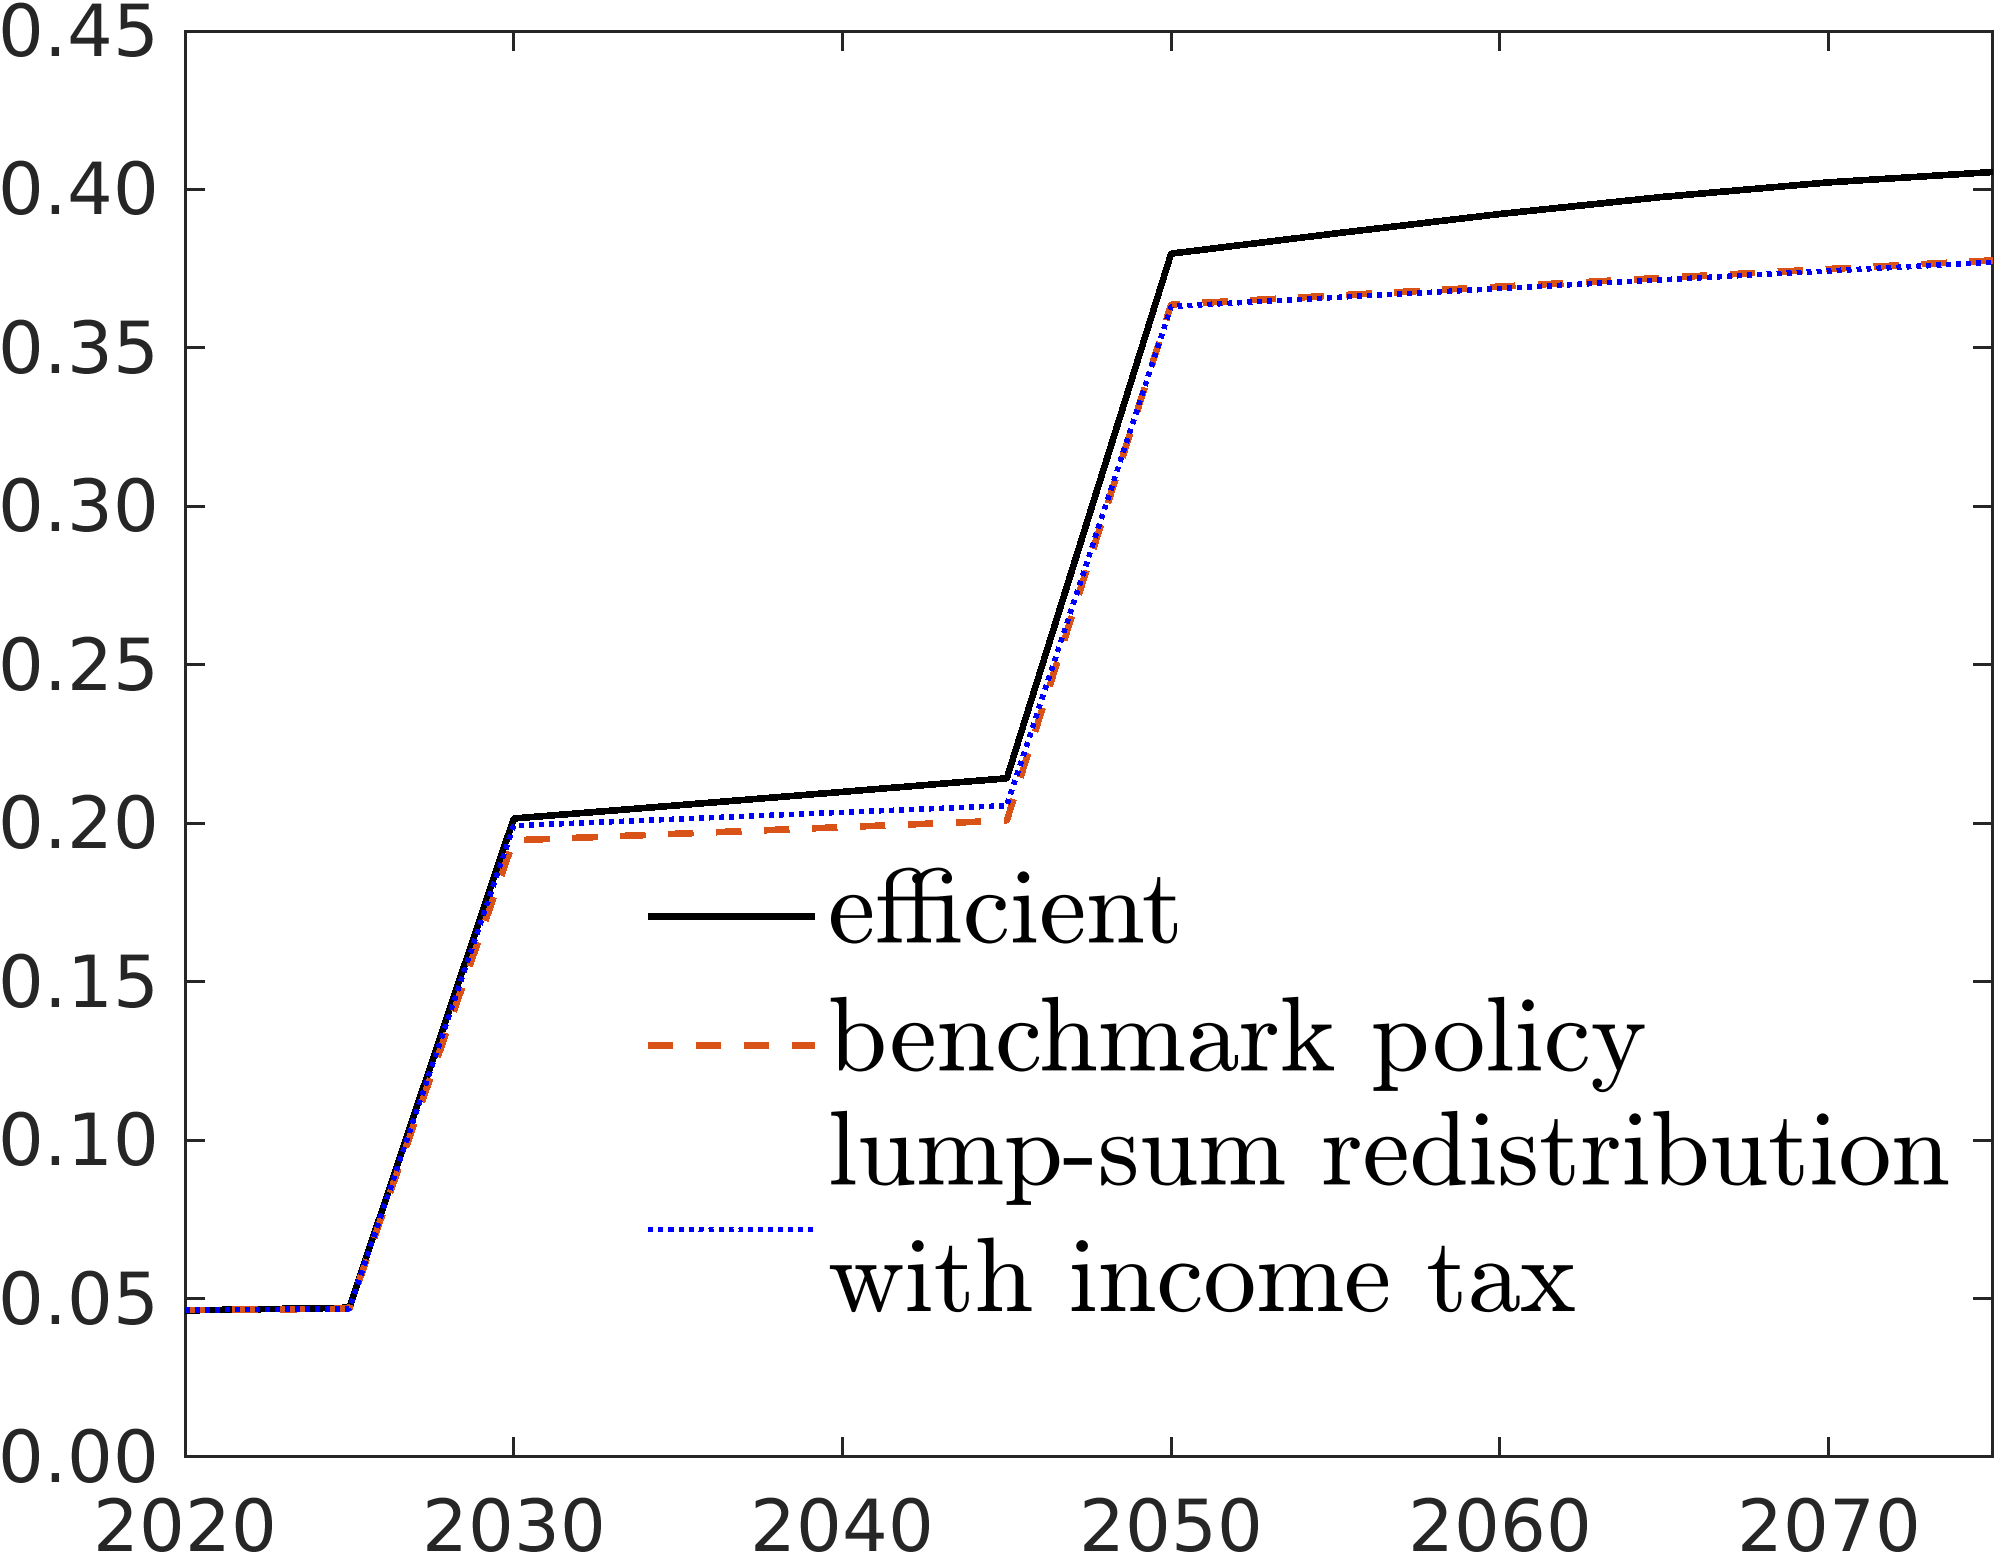 0.45
0.40
0.35
0.30
0.25
0.20
0.15
0.10
0.05
0.00
efficient
benchmark policy
lump-sum redistribution
with income tax
2020 2030 2040 2050 2060 2070